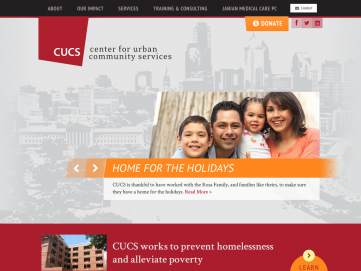 ABOUT OUR IMPACT SERVICES TRAINING & CONSULTING JANIAN MEDICAL CARE PC
DONATE
CUCS
center for urban
community services
HOME FOR THE HOLIDAYS
CUCS is thankful to have worked with the Rosa Family, and families like theirs, to make sure
they have a home for the holidays. Read More »
CUCS works to prevent homelessness
and alleviate poverty
LEARN